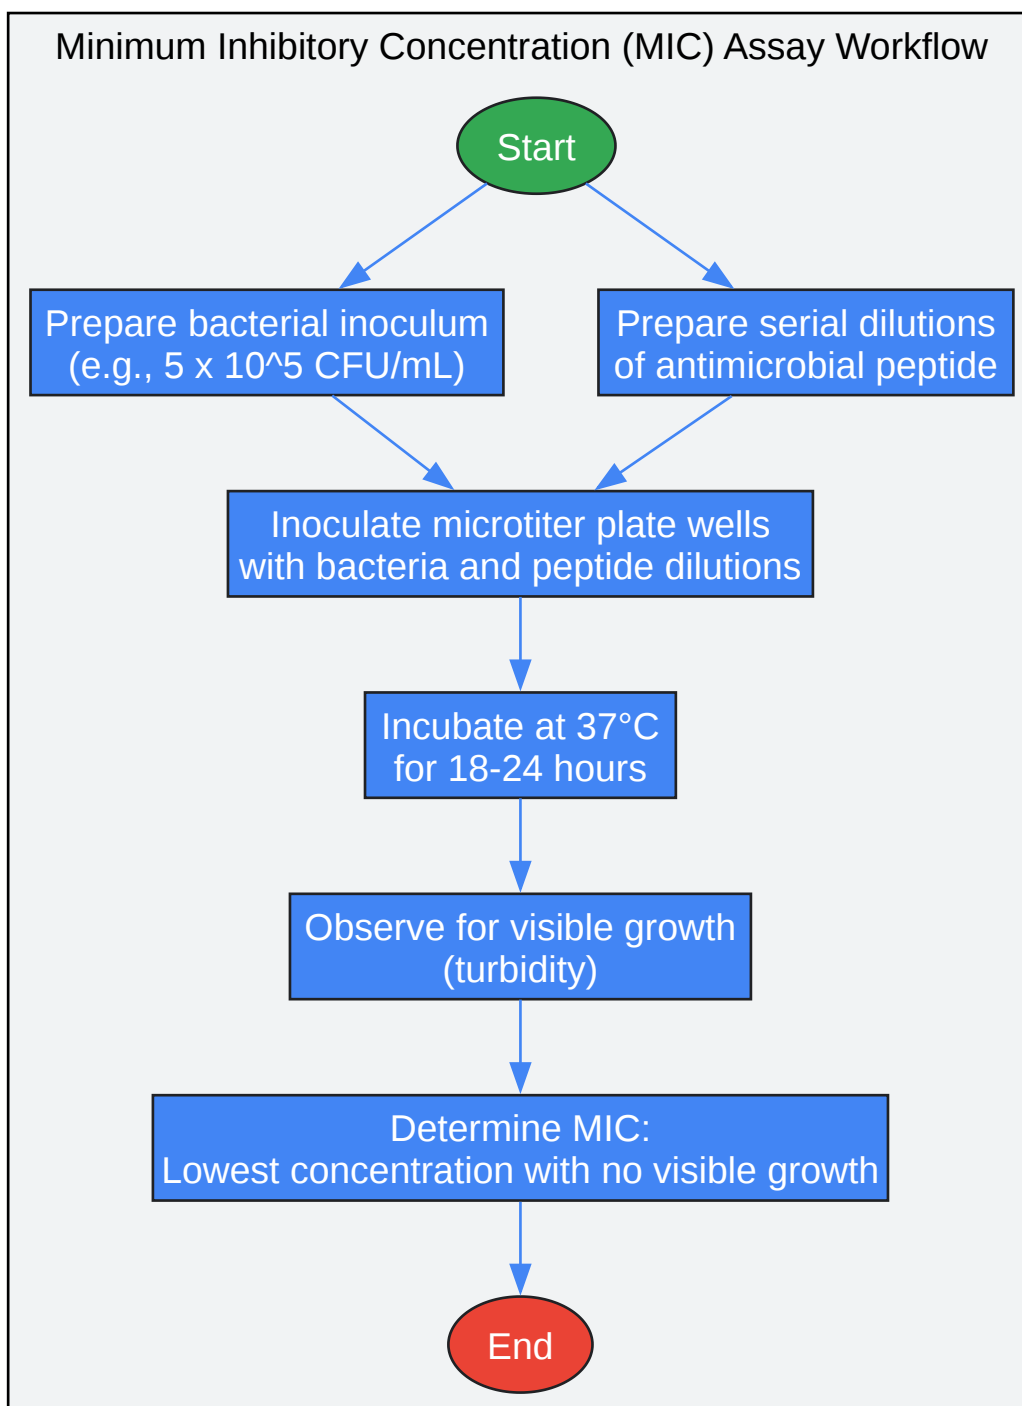 Minimum Inhibitory Concentration (MIC) Assay Workflow
Start
Prepare bacterial inoculum
(e.g., 5 x 10^5 CFU/mL)
Prepare serial dilutions
of antimicrobial peptide
Inoculate microtiter plate wells
with bacteria and peptide dilutions
Incubate at 37°C
for 18-24 hours
Observe for visible growth
(turbidity)
Determine MIC:
Lowest concentration with no visible growth
End